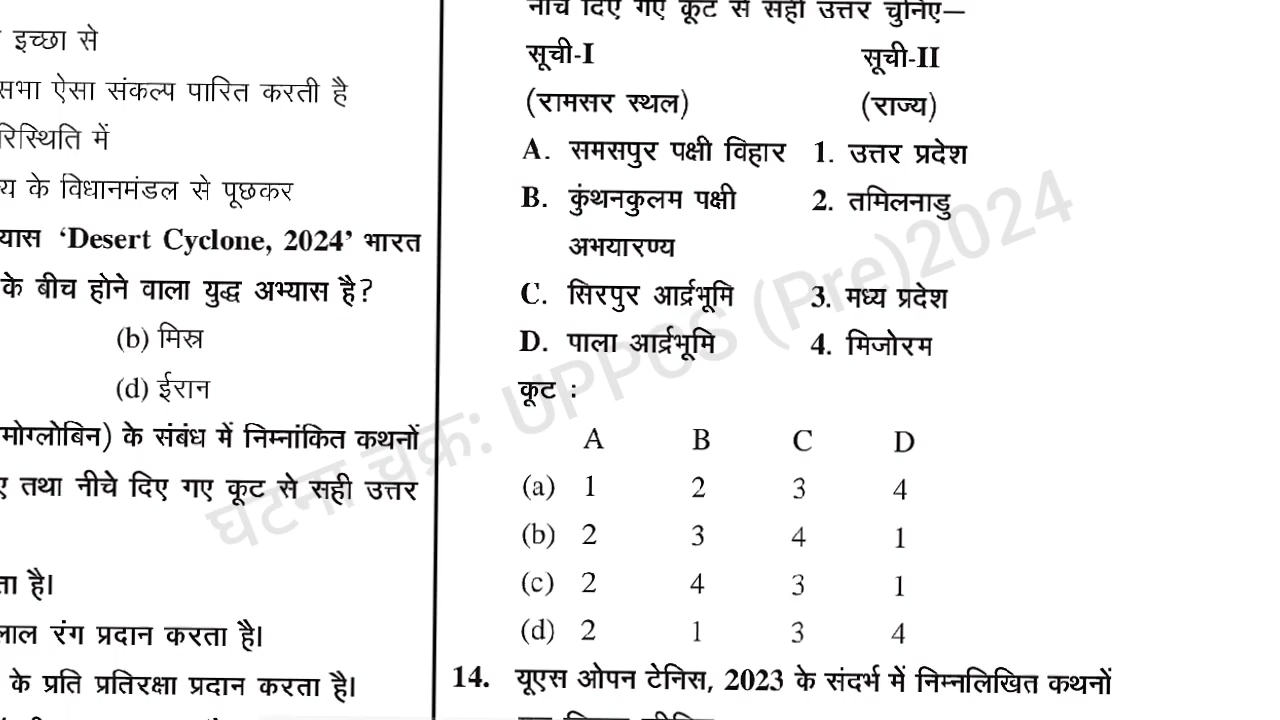 इच्छा से
सभा ऐसा संकल्प पारित करती है
रिस्थिति में
य के विधानमंडल से पूछकर
यास ‘Desert Cyclone, 2024’ भारत
के बीच होने वाला युद्ध अभ्यास है?
(b) मिस्र
(d) ईरान
मोग्लोबिन) के संबंध में निम्नांकित कथनों
ए तथा नीचे दिए गए कूट से सही उत्तर
ता है।
लाल रंग प्रदान करता है।
के प्रति प्रतिरक्षा प्रदान करता है।
नीचे दिए गए कूट से सही उत्तर चुनिए—
सूची-I सूची-II
(रामसर स्थल) (राज्य)
A. समसपुर पक्षी विहार 1. उत्तर प्रदेश
B. कुंथनकुलम पक्षी 2. तमिलनाडु
अभयारण्य
C. सिरपुर आर्द्रभूमि 3. मध्य प्रदेश
D. पाला आर्द्रभूमि 4. मिजोरम
कूट :
A B C D
(a) 1 2 3 4
(b) 2 3 4 1
(c) 2 4 3 1
(d) 2 1 3 4
14. यूएस ओपन टेनिस, 2023 के संदर्भ में निम्नलिखित कथनों
घटना चक्र: UPPCS (Pre)2024